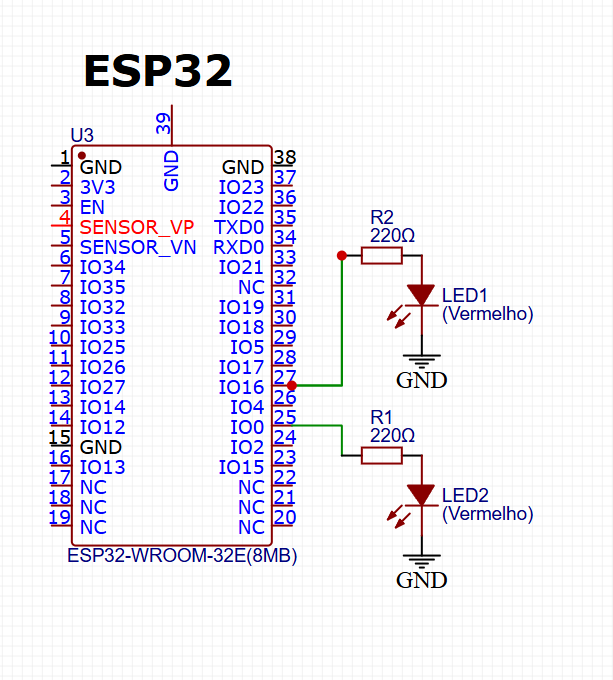 ESP32
39
U3
GND
1 GND GND 38
2 3V3 IO23 37
3 EN IO22 36
4 SENSOR_VP TXD0 35
5 SENSOR_VN RXD0 34
6 IO34 IO21 33
7 IO35 NC 32
8 IO32 IO19 31
9 IO33 IO18 30
10 IO25 IO5 29
11 IO26 IO17 28
12 IO27 IO16 27
13 IO14 IO4 26
14 IO12 IO0 25
15 GND IO2 24
16 IO13 IO15 23
17 NC NC 22
18 NC NC 21
19 NC NC 20
ESP32-WROOM-32E(8MB)
R2
220Ω
LED1
(Vermelho)
GND
R1
220Ω
LED2
(Vermelho)
GND